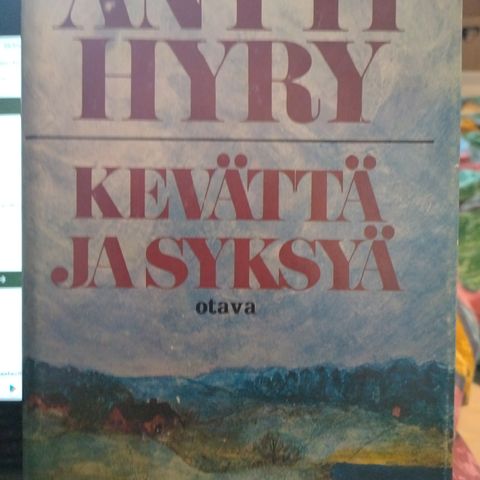 ANTTI
HYRY
KEVÄTTÄ
JA SYKSYÄ
otava